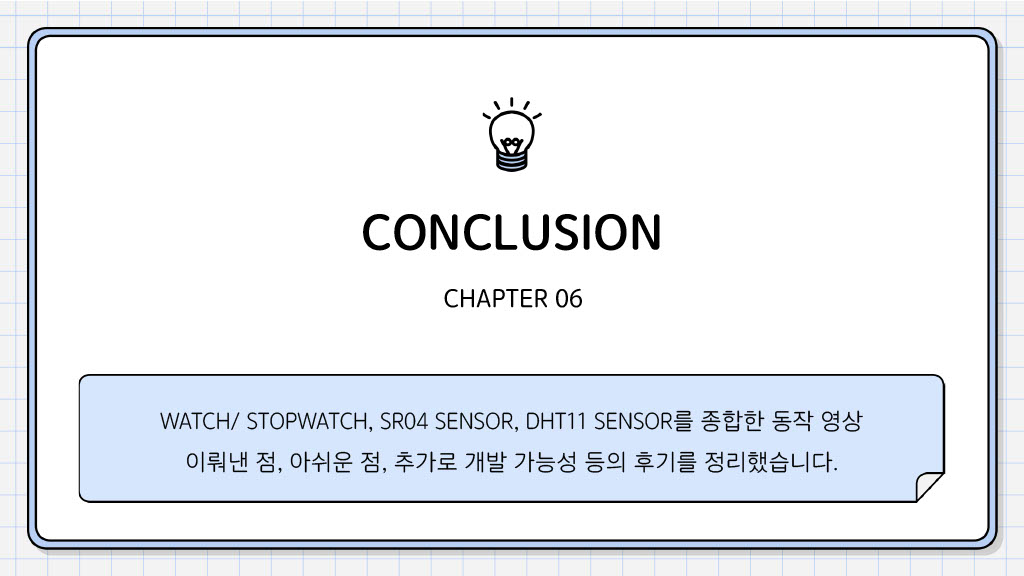 CONCLUSION
CHAPTER 06
WATCH/ STOPWATCH, SR04 SENSOR, DHT11 SENSOR를 종합한 동작 영상
이뤄낸 점, 아쉬운 점, 추가로 개발 가능성 등의 후기를 정리했습니다.